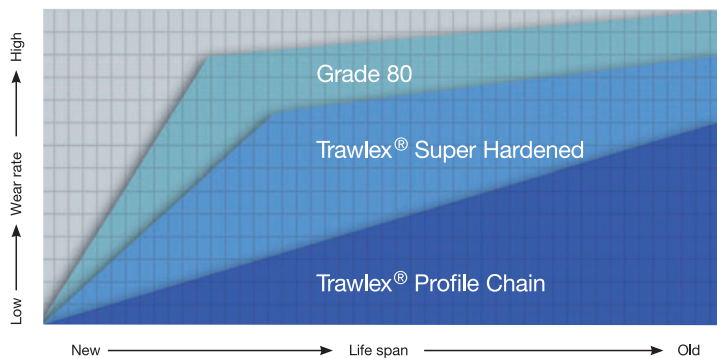 High
Wear rate
Low
Grade 80
Trawlex® Super Hardened
Trawlex® Profile Chain
New
Life span
Old